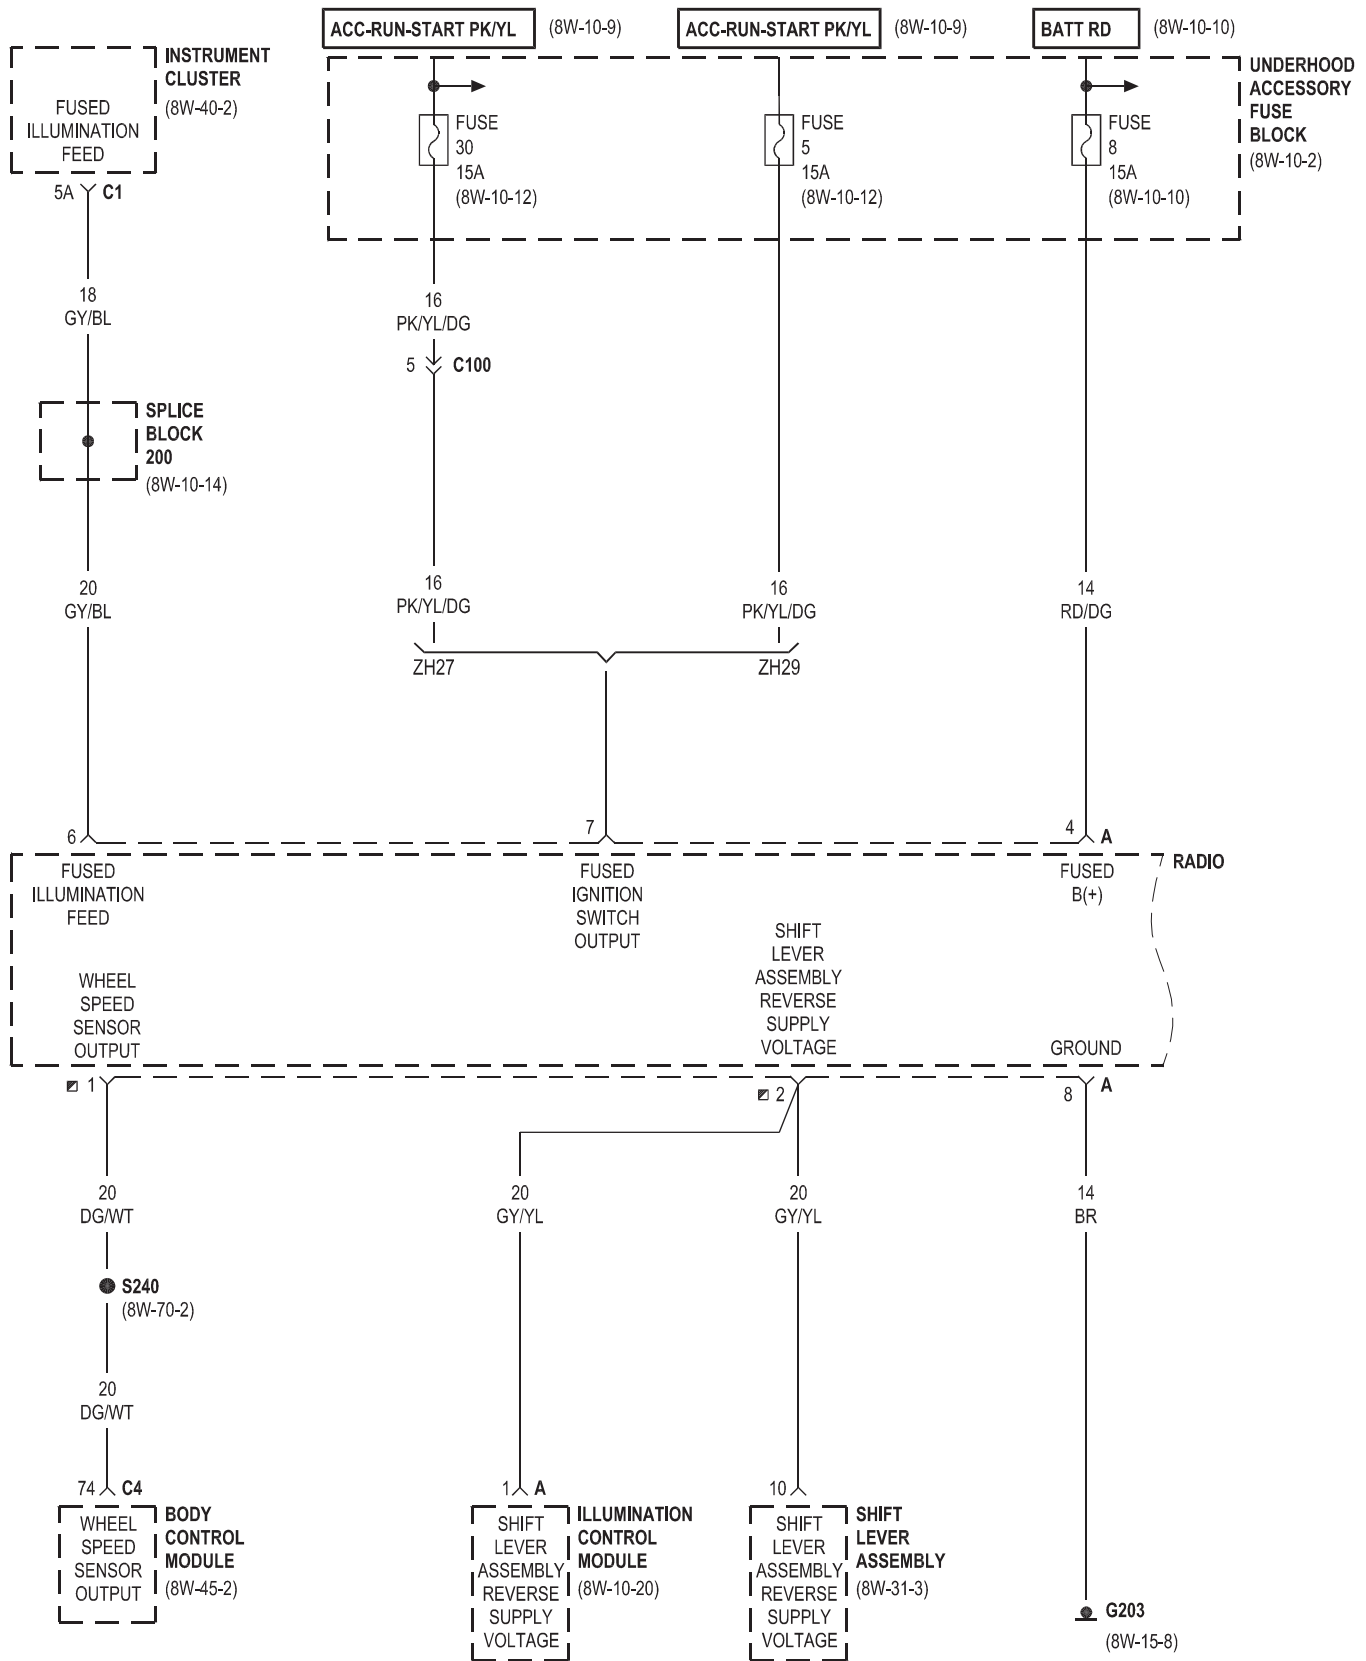 ACC-RUN-START PK/YL (8W-10-9)
ACC-RUN-START PK/YL (8W-10-9)
BATT RD (8W-10-10)
INSTRUMENT
CLUSTER
(8W-40-2)
FUSED
ILLUMINATION
FEED
5A C1
UNDERHOOD
ACCESSORY
FUSE
BLOCK
(8W-10-2)
FUSE
30
15A
(8W-10-12)
FUSE
5
15A
(8W-10-12)
FUSE
8
15A
(8W-10-10)
18
GY/BL
16
PK/YL/DG
5 C100
SPLICE
BLOCK
200
(8W-10-14)
20
GY/BL
16
PK/YL/DG
16
PK/YL/DG
14
RD/DG
ZH27
ZH29
6
7
4 A
RADIO
FUSED
ILLUMINATION
FEED
FUSED
IGNITION
SWITCH
OUTPUT
FUSED
B(+)
WHEEL
SPEED
SENSOR
OUTPUT
SHIFT
LEVER
ASSEMBLY
REVERSE
SUPPLY
VOLTAGE
GROUND
1
2
8 A
20
DG/WT
20
GY/YL
20
GY/YL
14
BR
S240
(8W-70-2)
20
DG/WT
74 C4
1 A
10
WHEEL
SPEED
SENSOR
OUTPUT
BODY
CONTROL
MODULE
(8W-45-2)
SHIFT
LEVER
ASSEMBLY
REVERSE
SUPPLY
VOLTAGE
ILLUMINATION
CONTROL
MODULE
(8W-10-20)
SHIFT
LEVER
ASSEMBLY
REVERSE
SUPPLY
VOLTAGE
SHIFT
LEVER
ASSEMBLY
(8W-31-3)
G203
(8W-15-8)